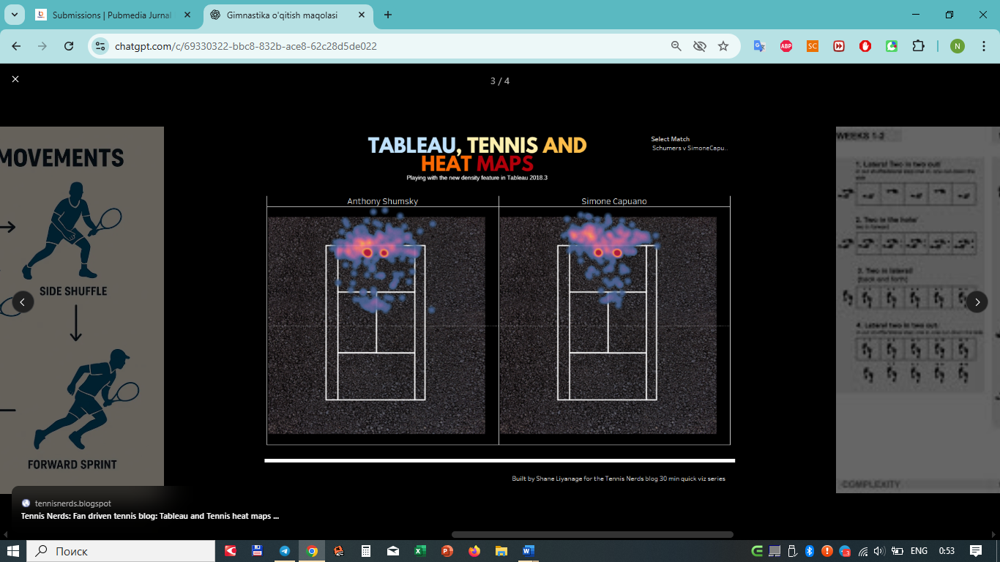 Submissions | Pubmedia Jurnal
Gimnastika o'qitish maqolasi
chatgpt.com/c/69330322-bbc8-832b-ace8-62c28d5de022
ABP
SC
N
3 / 4
MOVEMENTS
SIDE SHUFFLE
FORWARD SPRINT
TABLEAU, TENNIS AND
HEAT MAPS
Playing with the new density feature in Tableau 2018.3
Select Match
Schumers v SimoneCapu..
Anthony Shumsky
Simone Capuano
Built by Shane Liyanage for the Tennis Nerds blog 30 min quick viz series
WEEKS 1-2
1. Lateral Two in two out
2. Two in the hole
3. Two in lateral
(back and forth)
4. Lateral two in two out
COMPLEXITY
tennisnerds.blogspot
Tennis Nerds: Fan driven tennis blog: Tableau and Tennis heat maps ...
Поиск
ENG
0:53